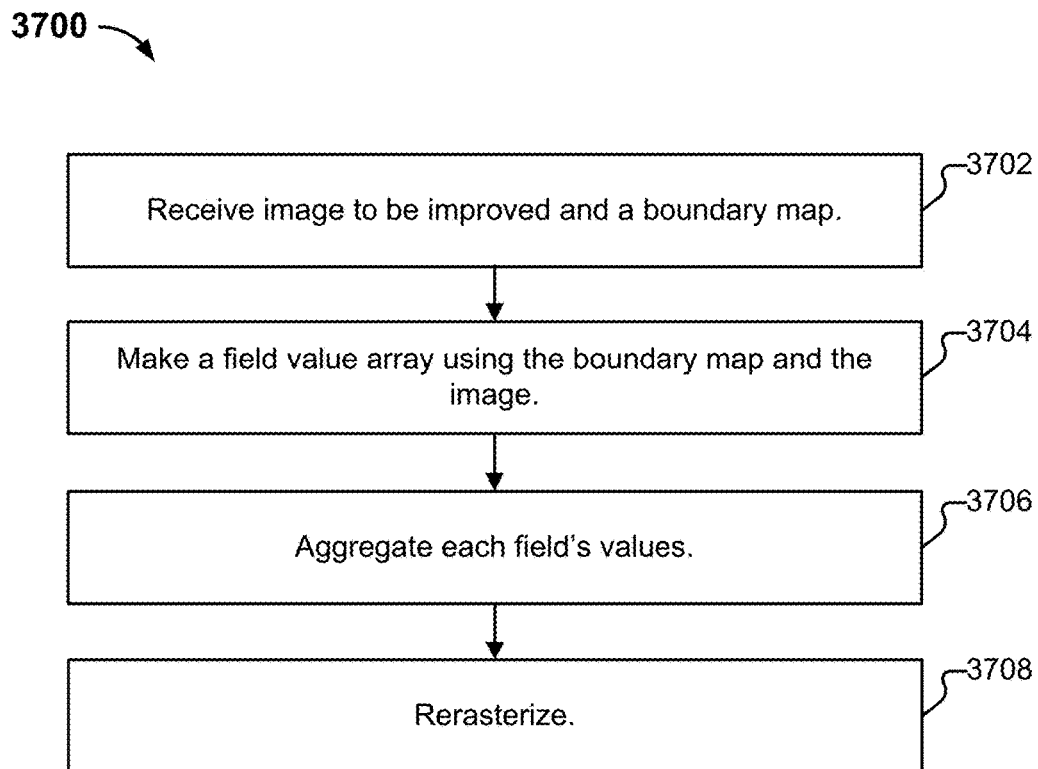 3700
3702
Receive image to be improved and a boundary map.
3704
Make a field value array using the boundary map and the
image.
3706
Aggregate each field’s values.
3708
Rerasterize.